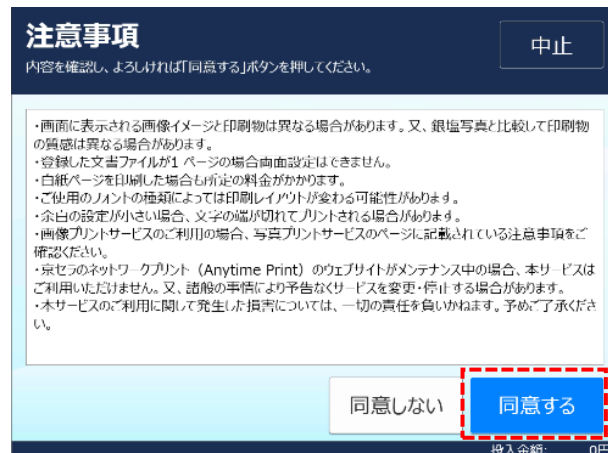 注意事項
中止
内容を確認し、よろしければ「同意する」ボタンを押してください。
・画面に表示される画像イメージと印刷物は異なる場合があります。又、銀塩写真と比較して印刷物
の質感は異なる場合があります。
・登録した文書ファイルが1 ページの場合両面設定はできません。
・白紙ページを印刷した場合も所定の料金がかかります。
・ご使用のフォントの種類によっては印刷レイアウトが変わる可能性があります。
・余白の設定が小さい場合、文字の端が切れてプリントされる場合があります。
・画像プリントサービスのご利用の場合、写真プリントサービスのページに記載されている注意事項をご
確認ください。
・京セラのネットワークプリント（Anytime Print）のウェブサイトがメンテナンス中の場合、本サービスは
ご利用いただけません。又、諸般の事情により予告なくサービスを変更・停止する場合があります。
・本サービスのご利用に関して発生した損害については、一切の責任を負いかねます。予めご了承くださ
い。
同意しない
同意する
投入金額: 0円